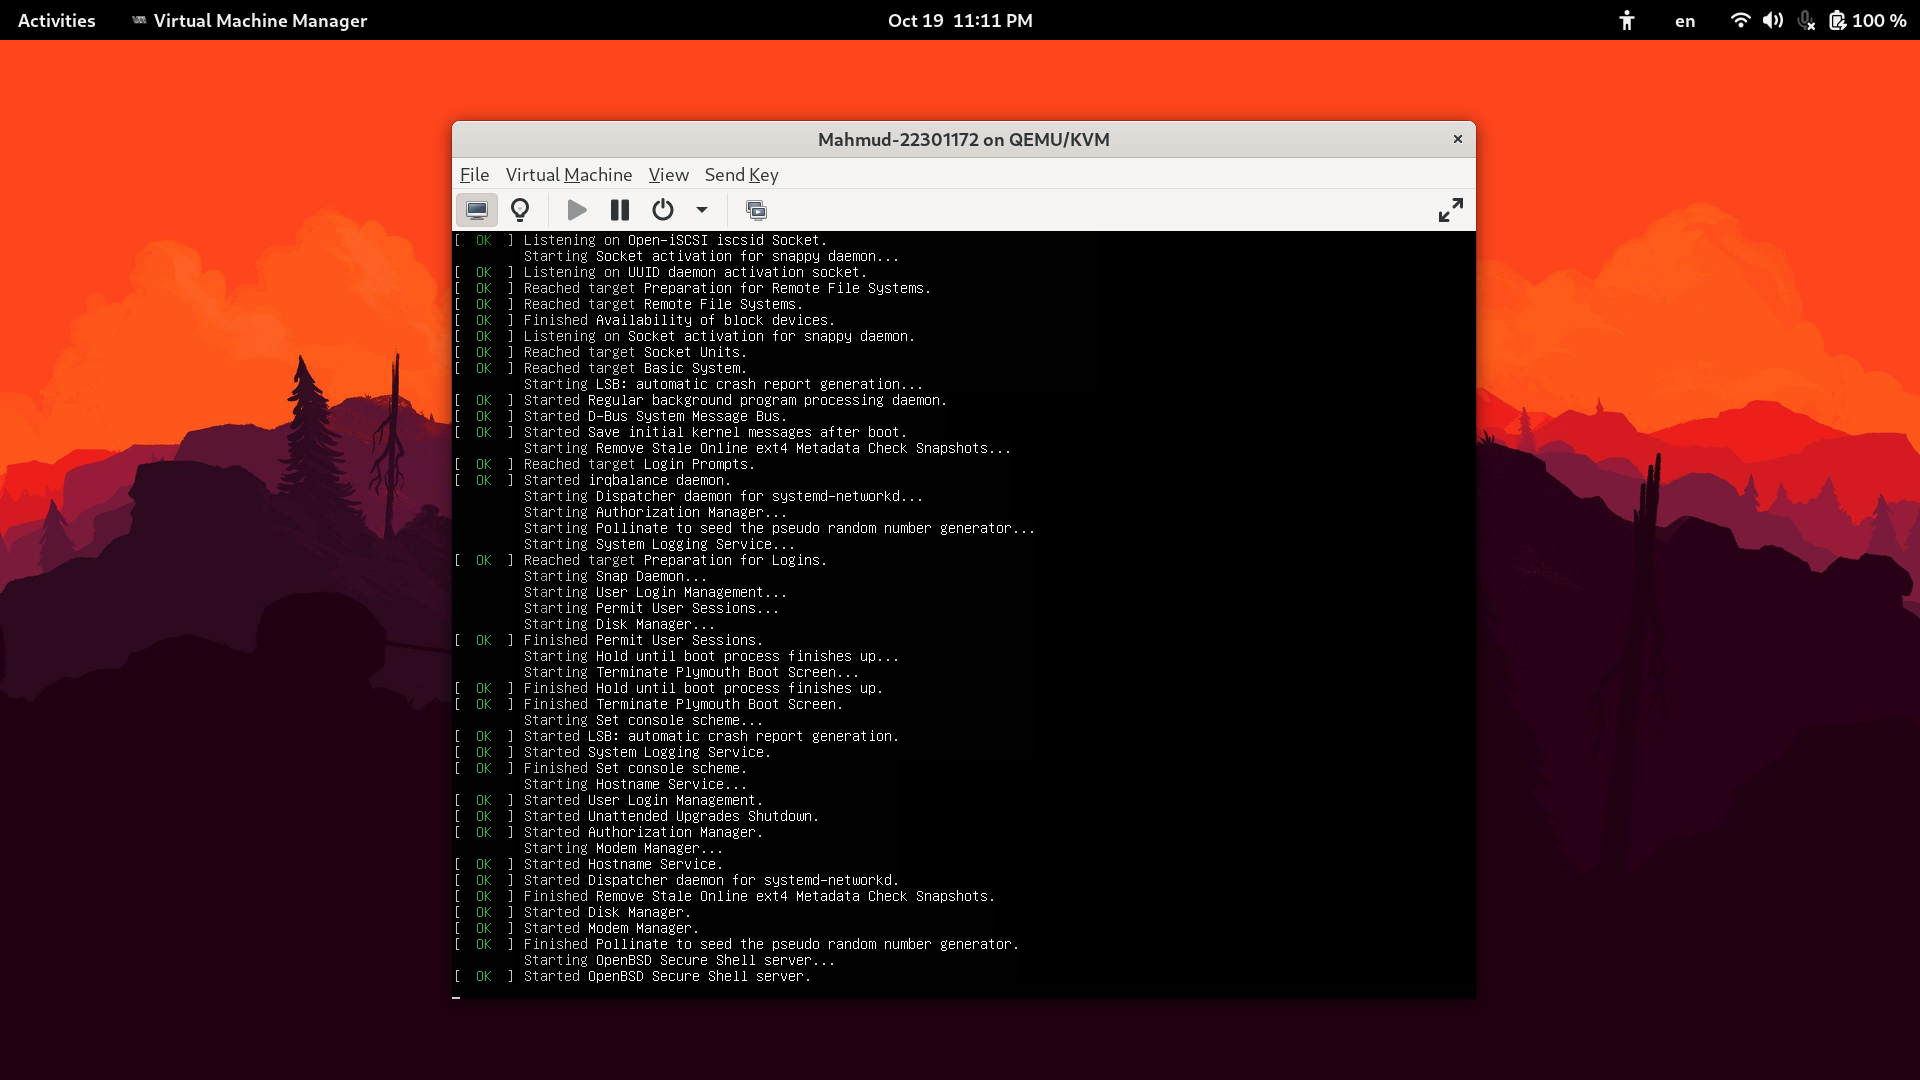 Activities Virtual Machine Manager Oct 19 11:11 PM en 100 %
Mahmud-22301172 on QEMU/KVM ×
File Virtual Machine View Send Key
[ OK ] Listening on Open-iSCSI iscsid Socket.
Starting Socket activation for snappy daemon...
[ OK ] Listening on UUID daemon activation socket.
[ OK ] Reached target Preparation for Remote File Systems.
[ OK ] Reached target Remote File Systems.
[ OK ] Finished Availability of block devices.
[ OK ] Listening on Socket activation for snappy daemon.
[ OK ] Reached target Socket Units.
[ OK ] Reached target Basic System.
Starting LSB: automatic crash report generation...
[ OK ] Started Regular background program processing daemon.
[ OK ] Started D-Bus System Message Bus.
[ OK ] Started Save initial kernel messages after boot.
Starting Remove Stale Online ext4 Metadata Check Snapshots...
[ OK ] Reached target Login Prompts.
[ OK ] Started irqbalance daemon.
Starting Dispatcher daemon for systemd-networkd...
Starting Authorization Manager...
Starting Pollinate to seed the pseudo random number generator...
Starting System Logging Service...
[ OK ] Reached target Preparation for Logins.
Starting Snap Daemon...
Starting User Login Management...
Starting Permit User Sessions...
Starting Disk Manager...
[ OK ] Finished Permit User Sessions.
Starting Hold until boot process finishes up...
Starting Terminate Plymouth Boot Screen...
[ OK ] Finished Hold until boot process finishes up.
[ OK ] Finished Terminate Plymouth Boot Screen.
Starting Set console scheme...
[ OK ] Started LSB: automatic crash report generation.
[ OK ] Started System Logging Service.
[ OK ] Finished Set console scheme.
Starting Hostname Service...
[ OK ] Started User Login Management.
[ OK ] Started Unattended Upgrades Shutdown.
[ OK ] Started Authorization Manager.
Starting Modem Manager...
[ OK ] Started Hostname Service.
[ OK ] Started Dispatcher daemon for systemd-networkd.
[ OK ] Finished Remove Stale Online ext4 Metadata Check Snapshots.
[ OK ] Started Disk Manager.
[ OK ] Started Modem Manager.
[ OK ] Finished Pollinate to seed the pseudo random number generator.
Starting OpenBSD Secure Shell server...
[ OK ] Started OpenBSD Secure Shell server.